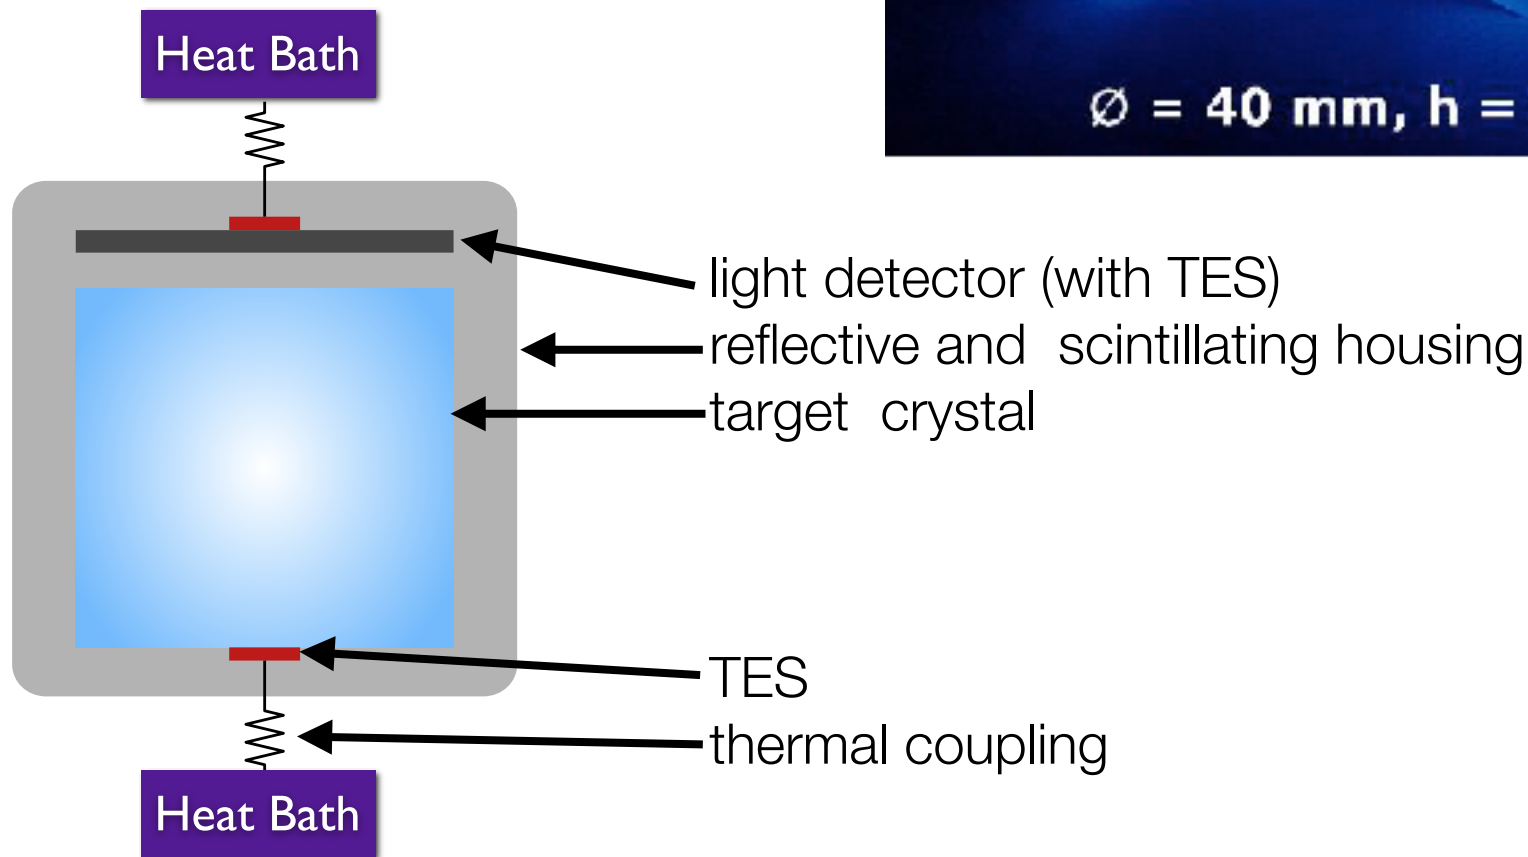 Heat Bath
Ø = 40 mm, h =
light detector (with TES)
reflective and scintillating housing
target crystal
TES
thermal coupling
Heat Bath